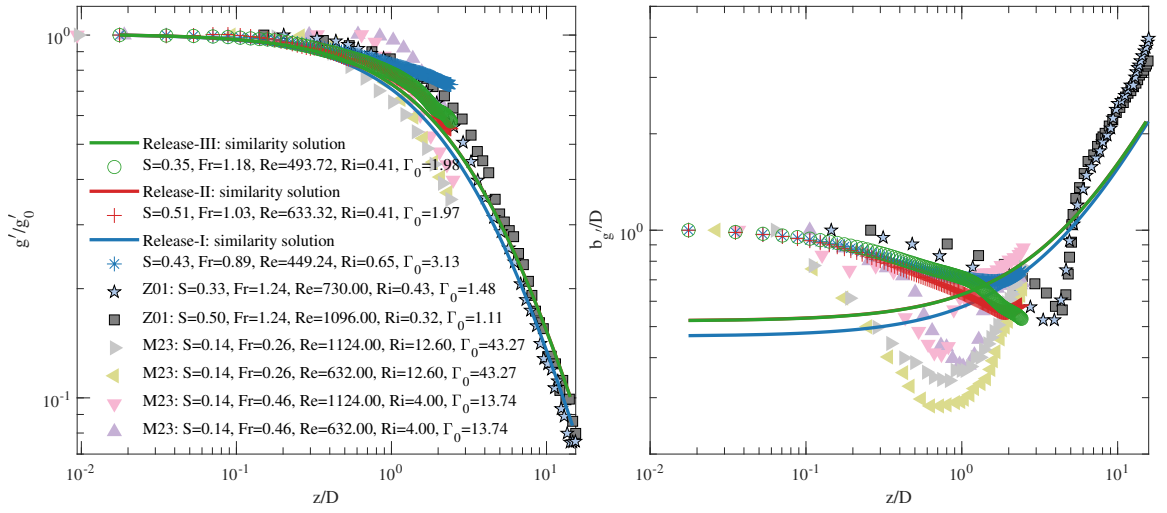 g′/g′₀
10⁰
10⁻¹
Release-III: similarity solution
S=0.35, Fr=1.18, Re=493.72, Ri=0.41, Γ₀=1.98
Release-II: similarity solution
S=0.51, Fr=1.03, Re=633.32, Ri=0.41, Γ₀=1.97
Release-I: similarity solution
S=0.43, Fr=0.89, Re=449.24, Ri=0.65, Γ₀=3.13
Z01: S=0.33, Fr=1.24, Re=730.00, Ri=0.43, Γ₀=1.48
Z01: S=0.50, Fr=1.24, Re=1096.00, Ri=0.32, Γ₀=1.11
M23: S=0.14, Fr=0.26, Re=1124.00, Ri=12.60, Γ₀=43.27
M23: S=0.14, Fr=0.26, Re=632.00, Ri=12.60, Γ₀=43.27
M23: S=0.14, Fr=0.46, Re=1124.00, Ri=4.00, Γ₀=13.74
M23: S=0.14, Fr=0.46, Re=632.00, Ri=4.00, Γ₀=13.74
10⁻² 10⁻¹ 10⁰ 10¹
z/D
b_g′/D
10⁰
10⁻² 10⁻¹ 10⁰ 10¹
z/D